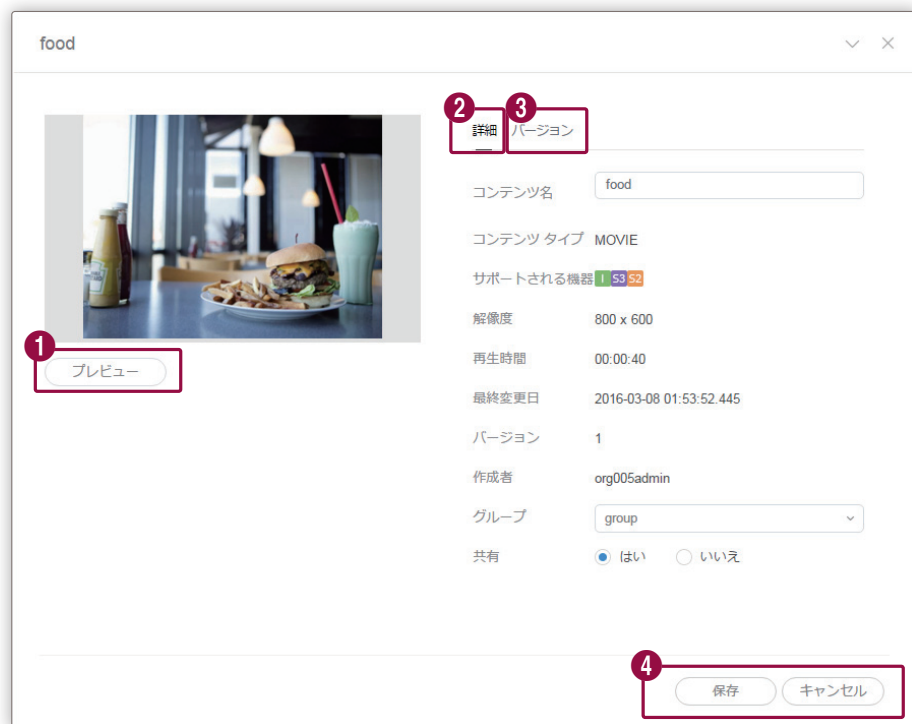 food
2
3
詳細 バージョン
コンテンツ名 food
コンテンツ タイプ MOVIE
サポートされる機器 I S3 S2
解像度 800 x 600
1
プレビュー
再生時間 00:00:40
最終変更日 2016-03-08 01:53:52.445
バージョン 1
作成者 org005admin
グループ group
共有 はい いいえ
4
保存 キャンセル